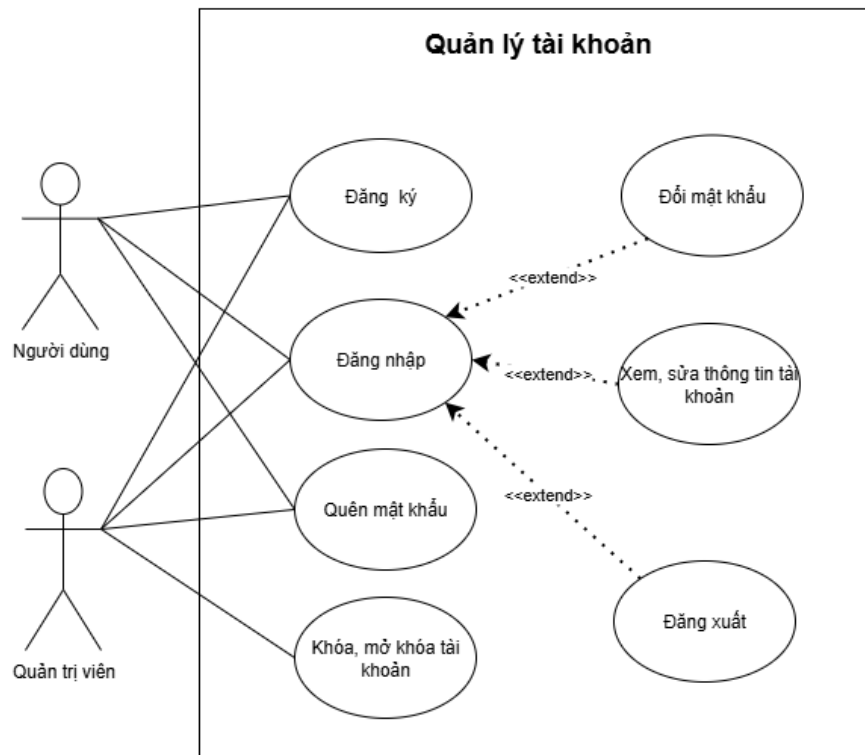 Quản lý tài khoản
Đăng ký
Đổi mật khẩu
<<extend>>
Người dùng
Đăng nhập
<<extend>>
Xem, sửa thông tin tài
khoản
<<extend>>
Quên mật khẩu
Đăng xuất
Khóa, mở khóa tài
khoản
Quản trị viên